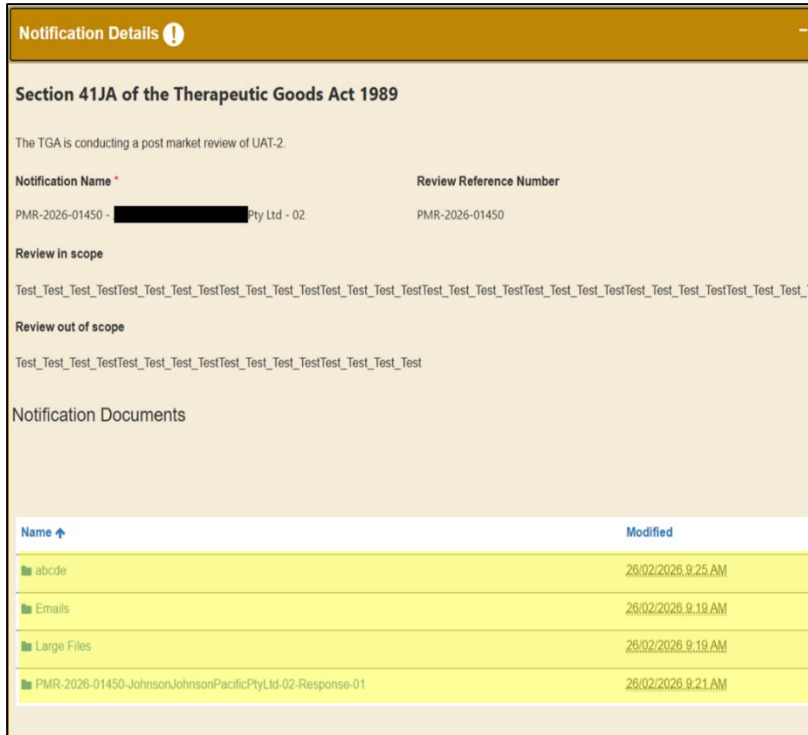 Notification Details !
Section 41JA of the Therapeutic Goods Act 1989
The TGA is conducting a post market review of UAT-2.
Notification Name * Review Reference Number
PMR-2026-01450 - Pty Ltd - 02 PMR-2026-01450
Review in scope
Test_Test_Test_TestTest_Test_Test_TestTest_Test_Test_TestTest_Test_Test_TestTest_Test_Test_TestTest_Test_Test_TestTest_Test_Test_TestTest_Test_Test_
Review out of scope
Test_Test_Test_TestTest_Test_Test_TestTest_Test_Test_TestTest_Test_Test_Test
Notification Documents
Name Modified
abcde 26/02/2026 9:25 AM
Emails 26/02/2026 9:19 AM
Large Files 26/02/2026 9:19 AM
PMR-2026-01450-JohnsonJohnsonPacificPtyLtd-02-Response-01 26/02/2026 9:21 AM